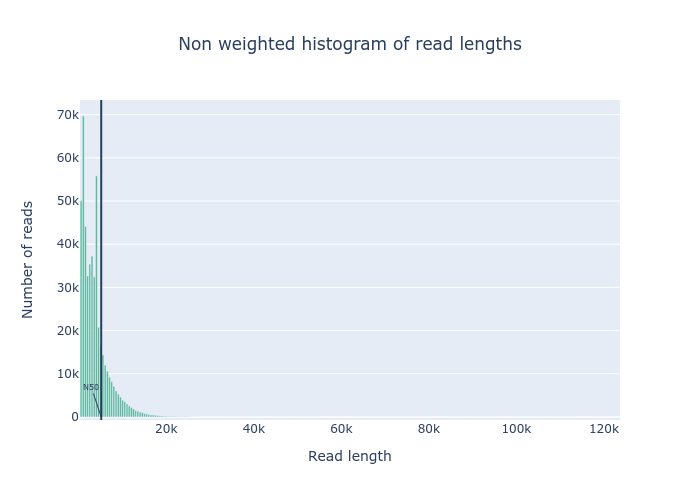 Non weighted histogram of read lengths
Number of reads
70k
60k
50k
40k
30k
20k
10k
0
N50
20k
40k
60k
80k
100k
120k
Read length